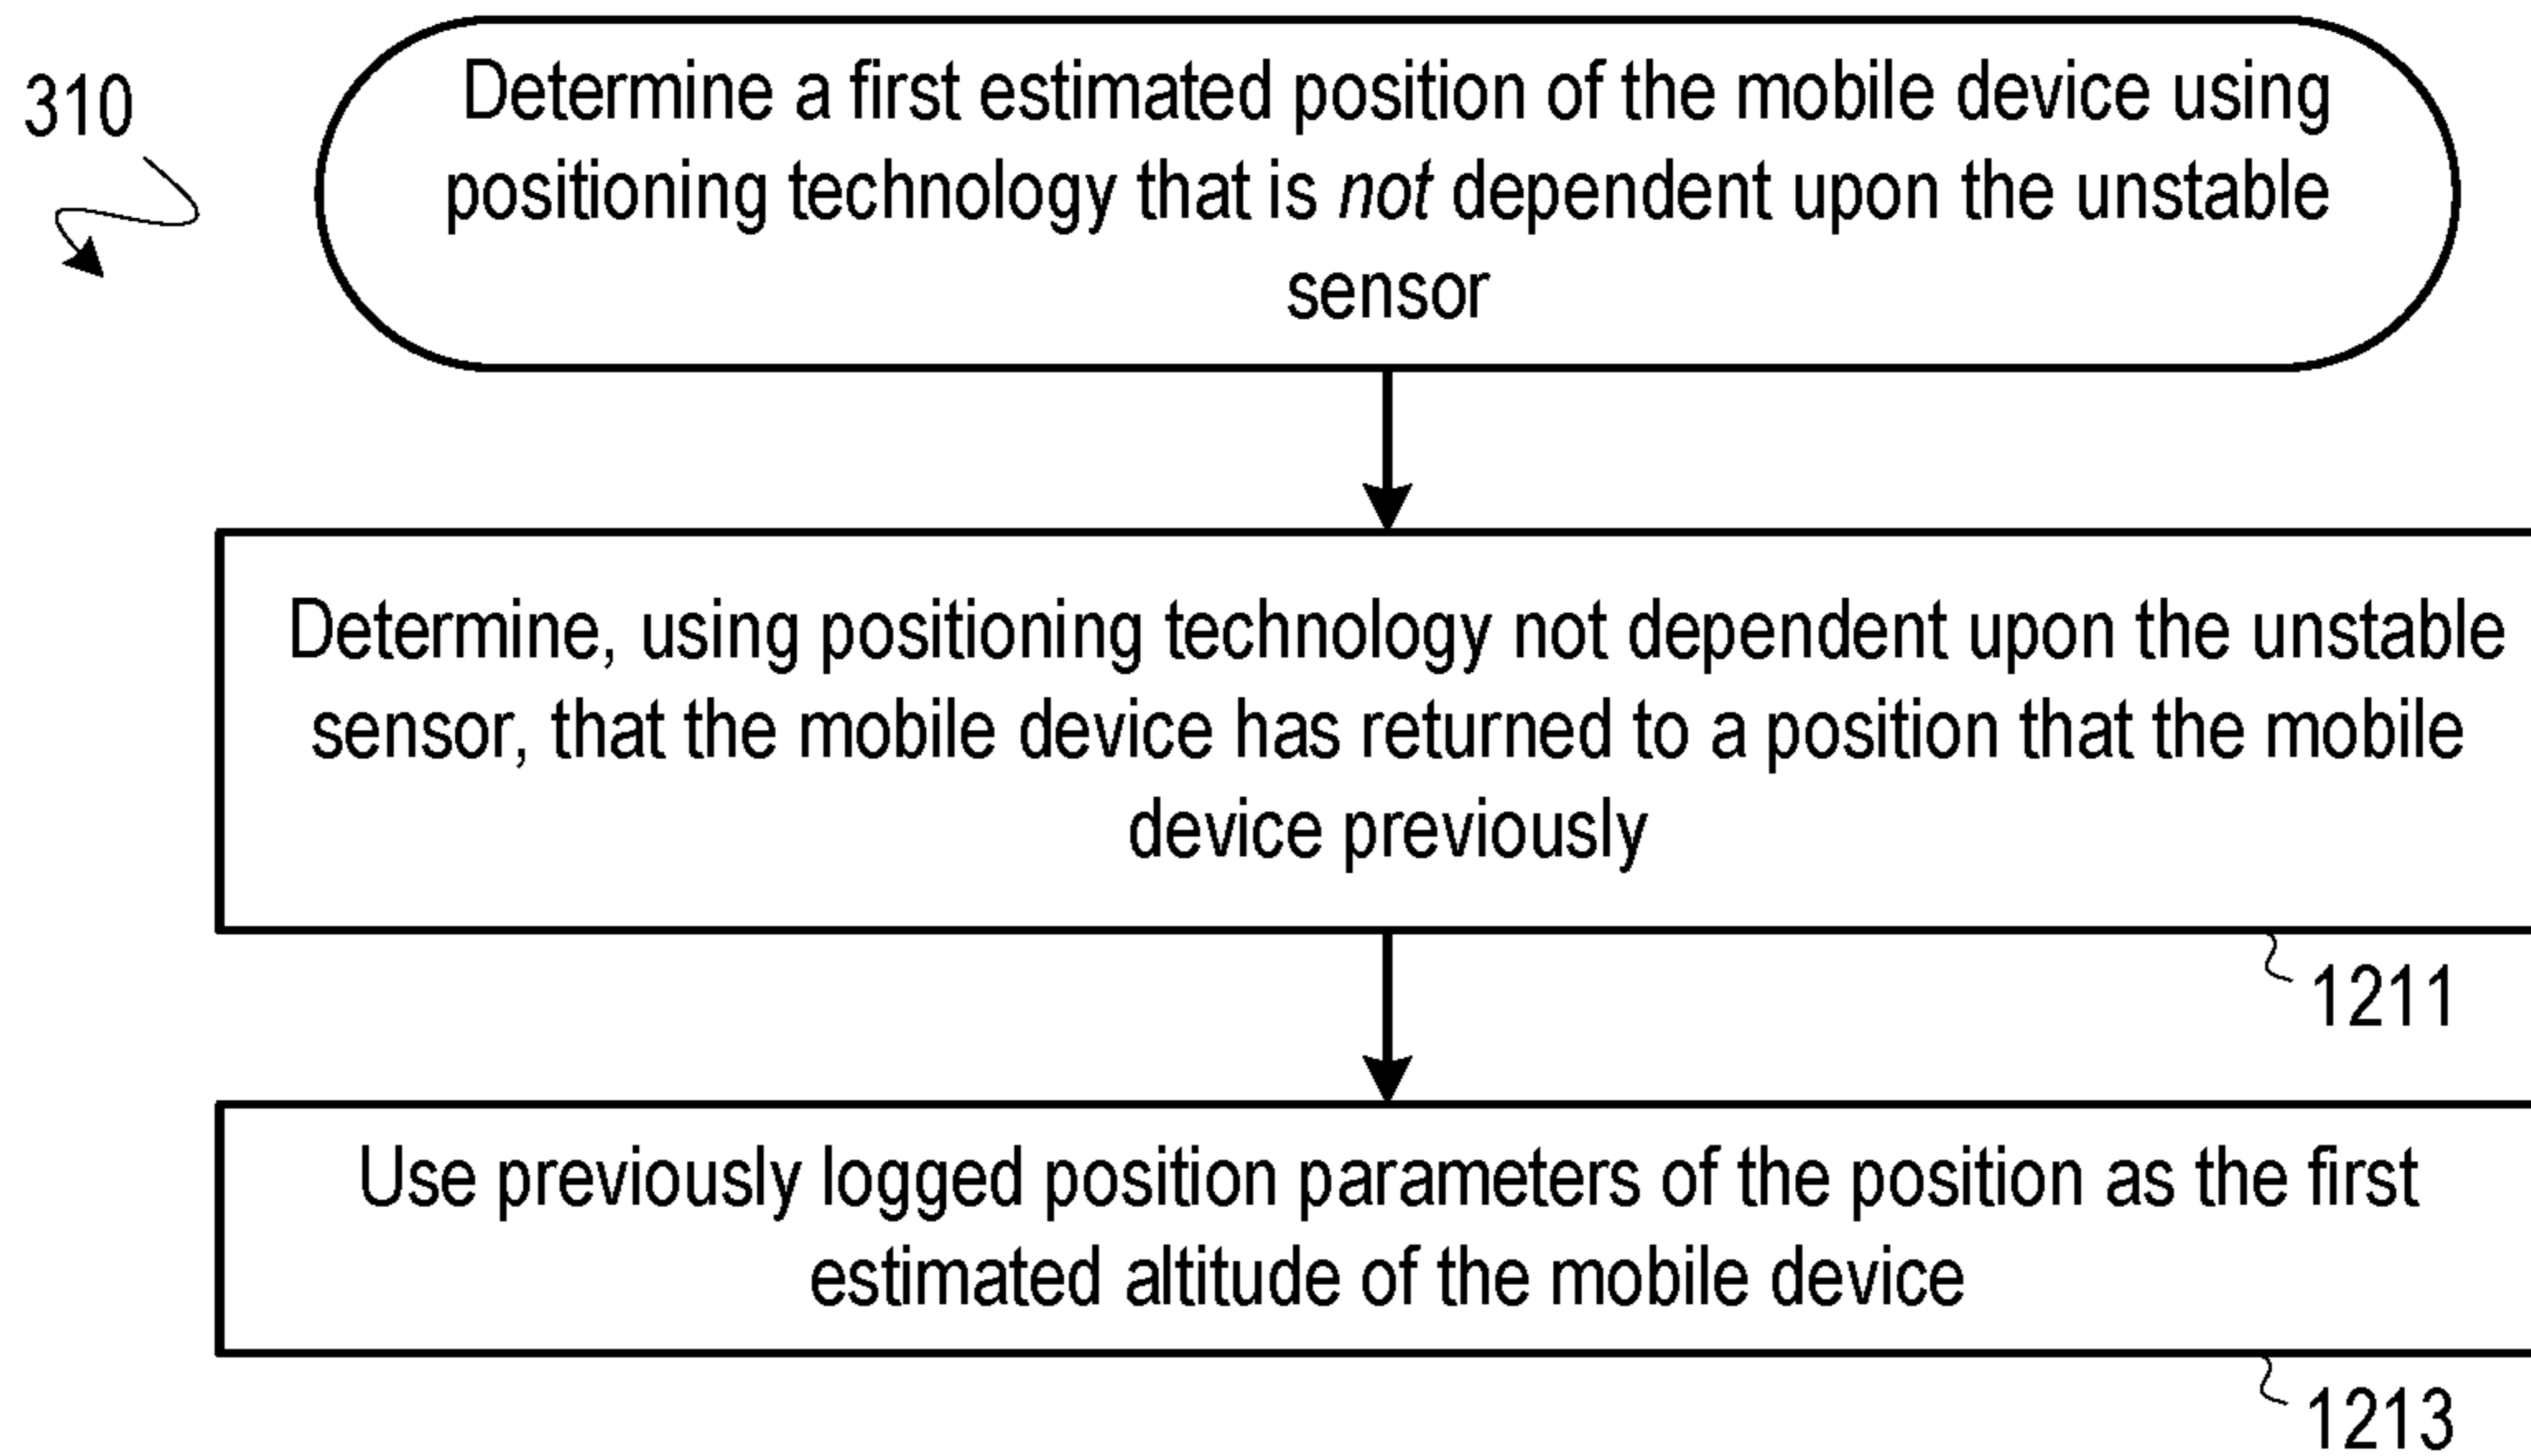 310
Determine a first estimated position of the mobile device using
positioning technology that is not dependent upon the unstable
sensor
Determine, using positioning technology not dependent upon the unstable
sensor, that the mobile device has returned to a position that the mobile
device previously
1211
Use previously logged position parameters of the position as the first
estimated altitude of the mobile device
1213